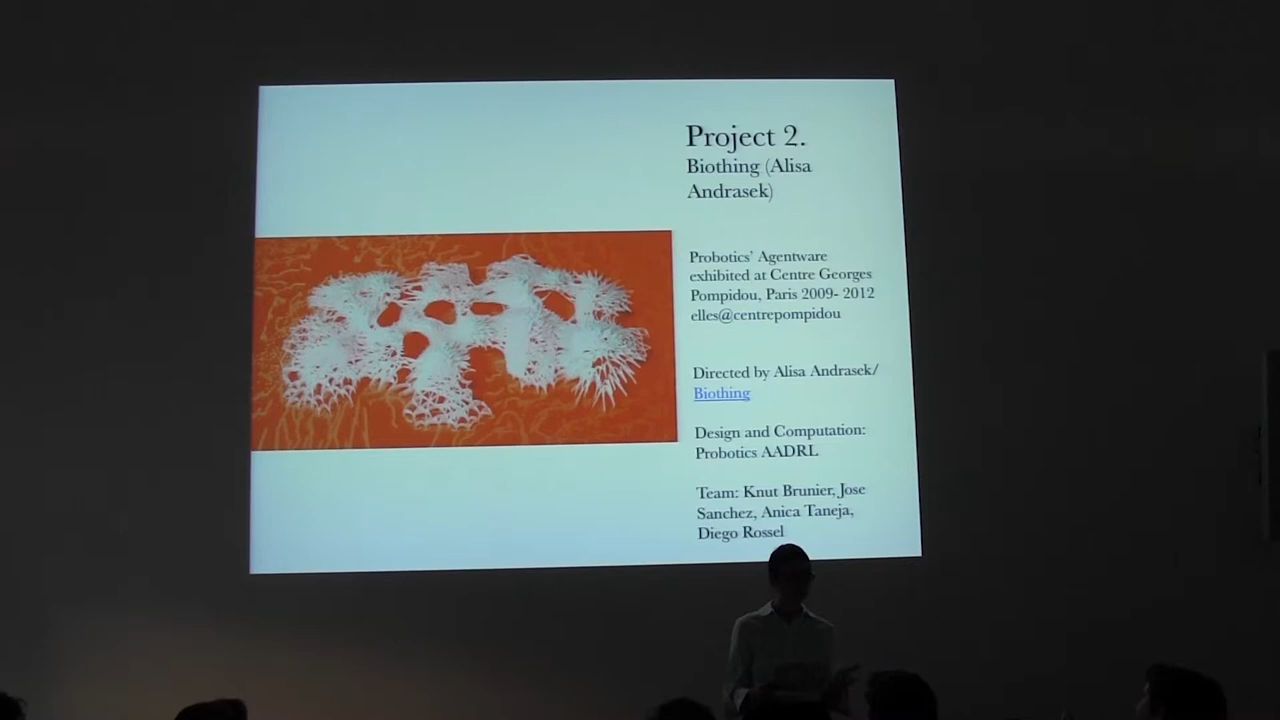 Project 2.
Biothing (Alisa
Andrasek)
Probotics’ Agentware
exhibited at Centre Georges
Pompidou, Paris 2009- 2012
elles@centrepompidou
Directed by Alisa Andrasek/
Biothing
Design and Computation:
Probotics AADRL
Team: Knut Brunier, Jose
Sanchez, Anica Taneja,
Diego Rossel